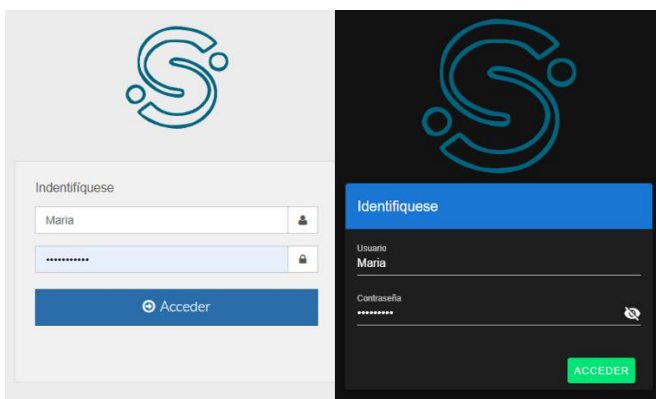 Indentifíquese
Maria
•••••••••••
Acceder
Identifiquese
Usuario
Maria
Contraseña
•••••••••
ACCEDER